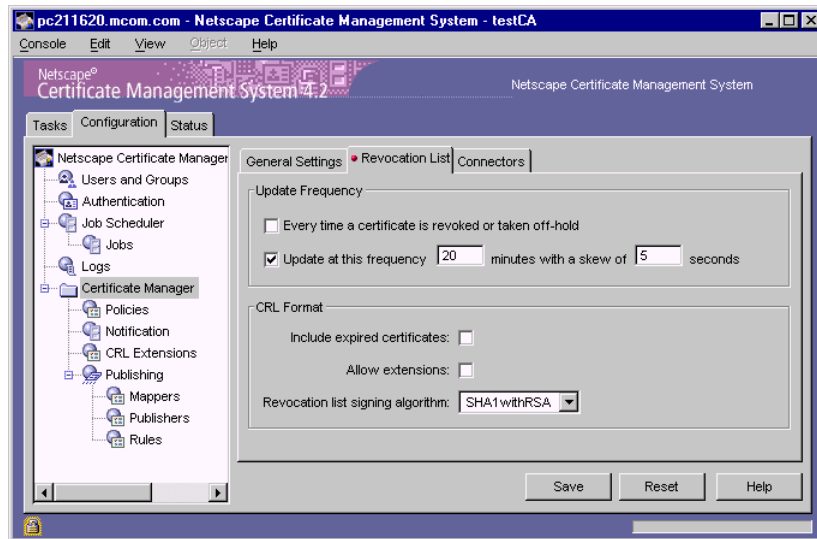 pc211620.mcom.com - Netscape Certificate Management System - testCA
Console Edit View Object Help
Netscape®
Certificate Management System 4.2
Netscape Certificate Management System
Tasks Configuration Status
Netscape Certificate Manager
Users and Groups
Authentication
Job Scheduler
Jobs
Logs
Certificate Manager
Policies
Notification
CRL Extensions
Publishing
Mappers
Publishers
Rules
General Settings Revocation List Connectors
Update Frequency
Every time a certificate is revoked or taken off-hold
Update at this frequency 20 minutes with a skew of 5 seconds
CRL Format
Include expired certificates:
Allow extensions:
Revocation list signing algorithm: SHA1withRSA
Save Reset Help